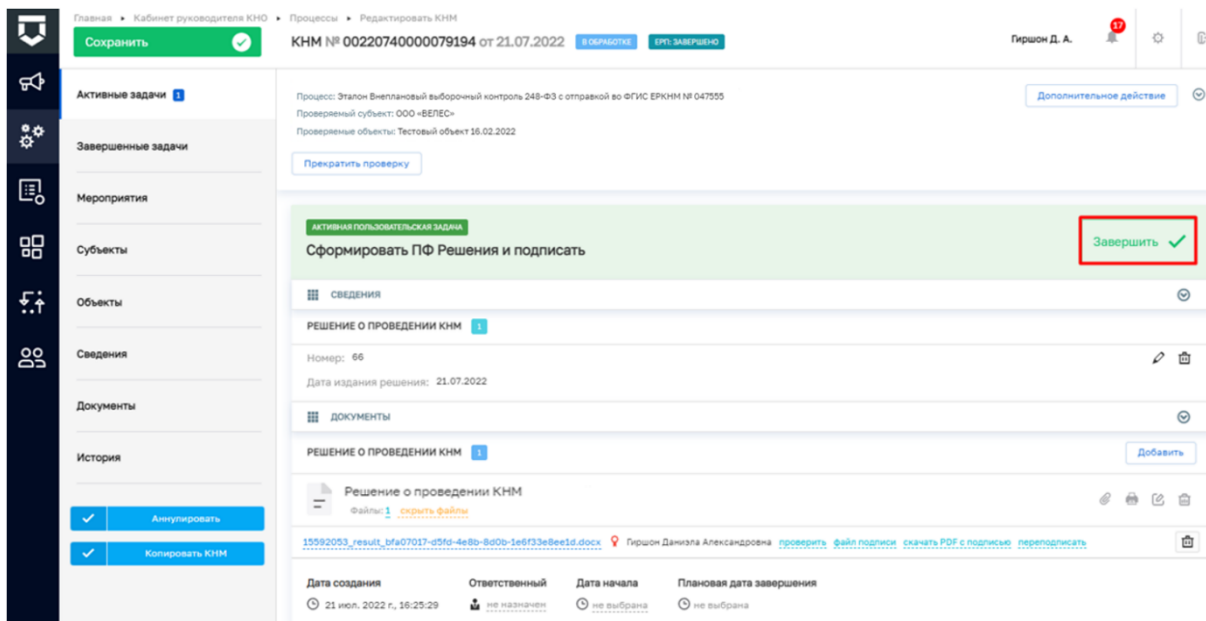 Главная ▸ Кабинет руководителя КНО ▸ Процессы ▸ Редактировать КНМ
Сохранить
КНМ № 00220740000079194 от 21.07.2022 В ОБРАБОТКЕ ЕРП: ЗАВЕРШЕНО
Гиршон Д. А.
17
Активные задачи 1
Завершенные задачи
Мероприятия
Субъекты
Объекты
Сведения
Документы
История
Аннулировать
Копировать КНМ
Процесс: Эталон Внеплановый выборочный контроль 248-ФЗ с отправкой во ФГИС ЕРКНМ № 047555
Проверяемый субъект: ООО «ВЕЛЕС»
Проверяемые объекты: Тестовый объект 16.02.2022
Дополнительное действие
Прекратить проверку
АКТИВНАЯ ПОЛЬЗОВАТЕЛЬСКАЯ ЗАДАЧА
Сформировать ПФ Решения и подписать
Завершить
СВЕДЕНИЯ
РЕШЕНИЕ О ПРОВЕДЕНИИ КНМ 1
Номер: 66
Дата издания решения: 21.07.2022
ДОКУМЕНТЫ
РЕШЕНИЕ О ПРОВЕДЕНИИ КНМ 1
Добавить
Решение о проведении КНМ
Файлы: 1 скрыть файлы
15592053_result_bfa07017-d5fd-4e8b-8d0b-1e6f33e8ee1d.docx Гиршон Даниэла Александровна проверить файл подписи скачать PDF с подписью переподписать
Дата создания Ответственный Дата начала Плановая дата завершения
21 июл. 2022 г., 16:25:29 не назначен не выбрана не выбрана